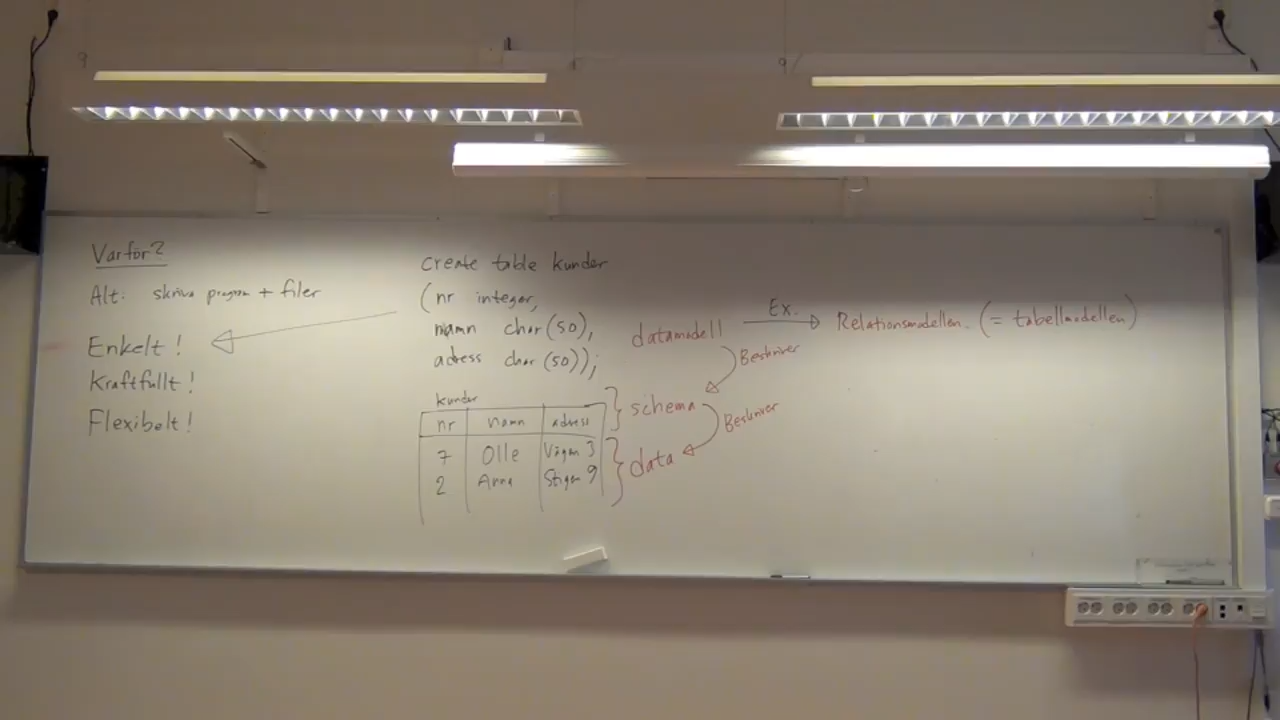 Varför?
Alt: skriva program + filer
Enkelt!
Kraftfullt!
Flexibelt!
create table kunder
(nr integer,
namn char(50),
adress char(50));
kunder
nr namn adress
7 Olle Vägen 3
2 Anna Stigen 9
datamodell
Ex.
Relationsmodellen. (= tabellmodellen)
Beskriver
schema
Beskriver
data